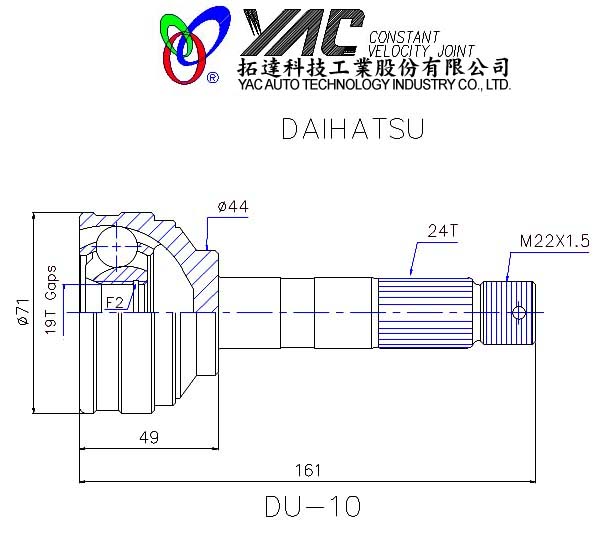 YAC CONSTANT
VELOCITY JOINT
拓達科技工業股份有限公司
® YAC AUTO TECHNOLOGY INDUSTRY CO., LTD.
DAIHATSU
ø44
24T
M22X1.5
ø71
19T Gaps
F2
49
161
DU-10